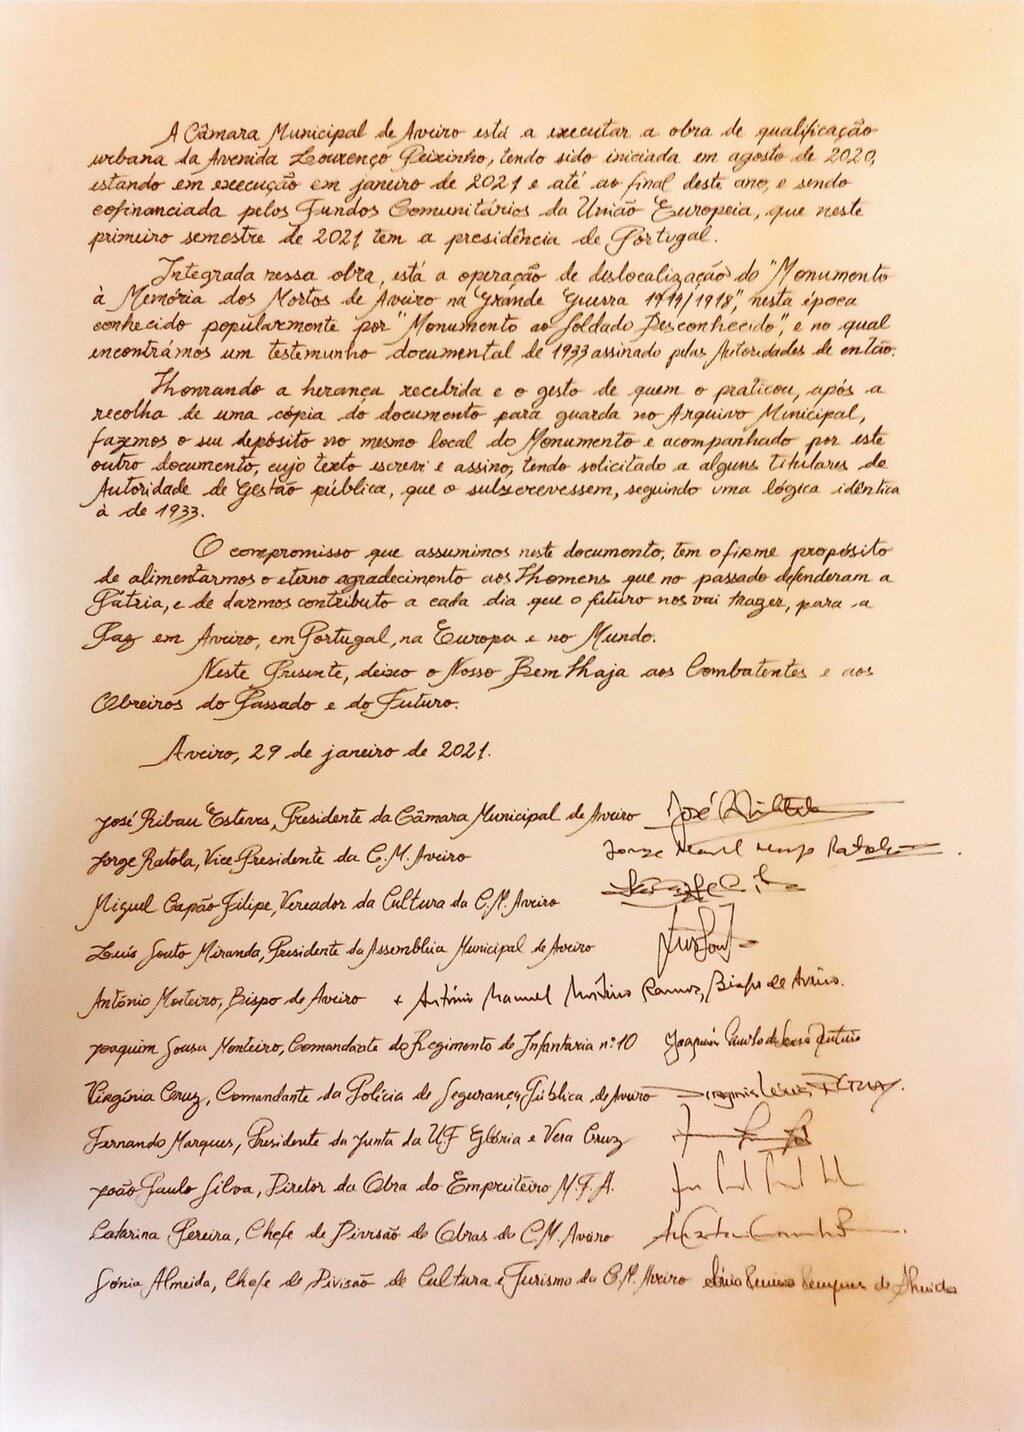 A Câmara Municipal de Aveiro está a executar a obra de qualificação
urbana da Avenida Lourenço Peixinho, tendo sido iniciada em agosto de 2020,
estando em execução em janeiro de 2021 e até ao final deste ano, e sendo
cofinanciada pelos Fundos Comunitários da União Europeia, que neste
primeiro semestre de 2021 tem a presidência de Portugal.
Integrada nessa obra, está a operação de deslocalização do "Monumento
à Memória dos Mortos de Aveiro na Grande Guerra 1914/1918", nesta época
conhecido popularmente por "Monumento ao Soldado Desconhecido", e no qual
encontrámos um testemunho documental de 1933 assinado pelas Autoridades de então.
Honrando a herança recebida e o gesto de quem o praticou, após a
recolha de uma cópia do documento para guarda no Arquivo Municipal,
fazemos o seu depósito no mesmo local do Monumento e acompanhado por este
outro documento, cujo texto escrevi e assino, tendo solicitado a alguns titulares de
Autoridade de Gestão pública, que o subscrevessem, seguindo uma lógica idêntica
à de 1933.
O compromisso que assumimos neste documento, tem o firme propósito
de alimentarmos o eterno agradecimento aos Homens que no passado defenderam a
Pátria, e de darmos contributo a cada dia que o futuro nos vai trazer, para a
Paz em Aveiro, em Portugal, na Europa e no Mundo.
Neste Presente, deixo o Nosso Bem Haja aos Combatentes e aos
Obreiros do Passado e do Futuro.
Aveiro, 29 de janeiro de 2021.
José Ribau Esteves, Presidente da Câmara Municipal de Aveiro José
Jorge Ratola, Vice-Presidente da C.M. Aveiro Jorge Manuel Ratola
Miguel Capão Filipe, Vereador da Cultura da C.M. Aveiro
Luís Souto Miranda, Presidente da Assembleia Municipal de Aveiro
António Moiteiro, Bispo de Aveiro + António Manuel Moiteiro Ramos, Bispo de Aveiro.
Joaquim Sousa Monteiro, Comandante do Regimento de Infantaria nº 10 Joaquim
Virgínia Cruz, Comandante da Polícia de Segurança Pública de Aveiro Virgínia Cruz
Fernando Marques, Presidente da Junta da U.F Glória e Vera Cruz
João Paulo Silva, Diretor da Obra do Empreiteiro M.F.A.
Catarina Pereira, Chefe de Divisão de Obras da C.M. Aveiro
Sónia Almeida, Chefe de Divisão de Cultura e Turismo da C.M. Aveiro Sónia de Almeida